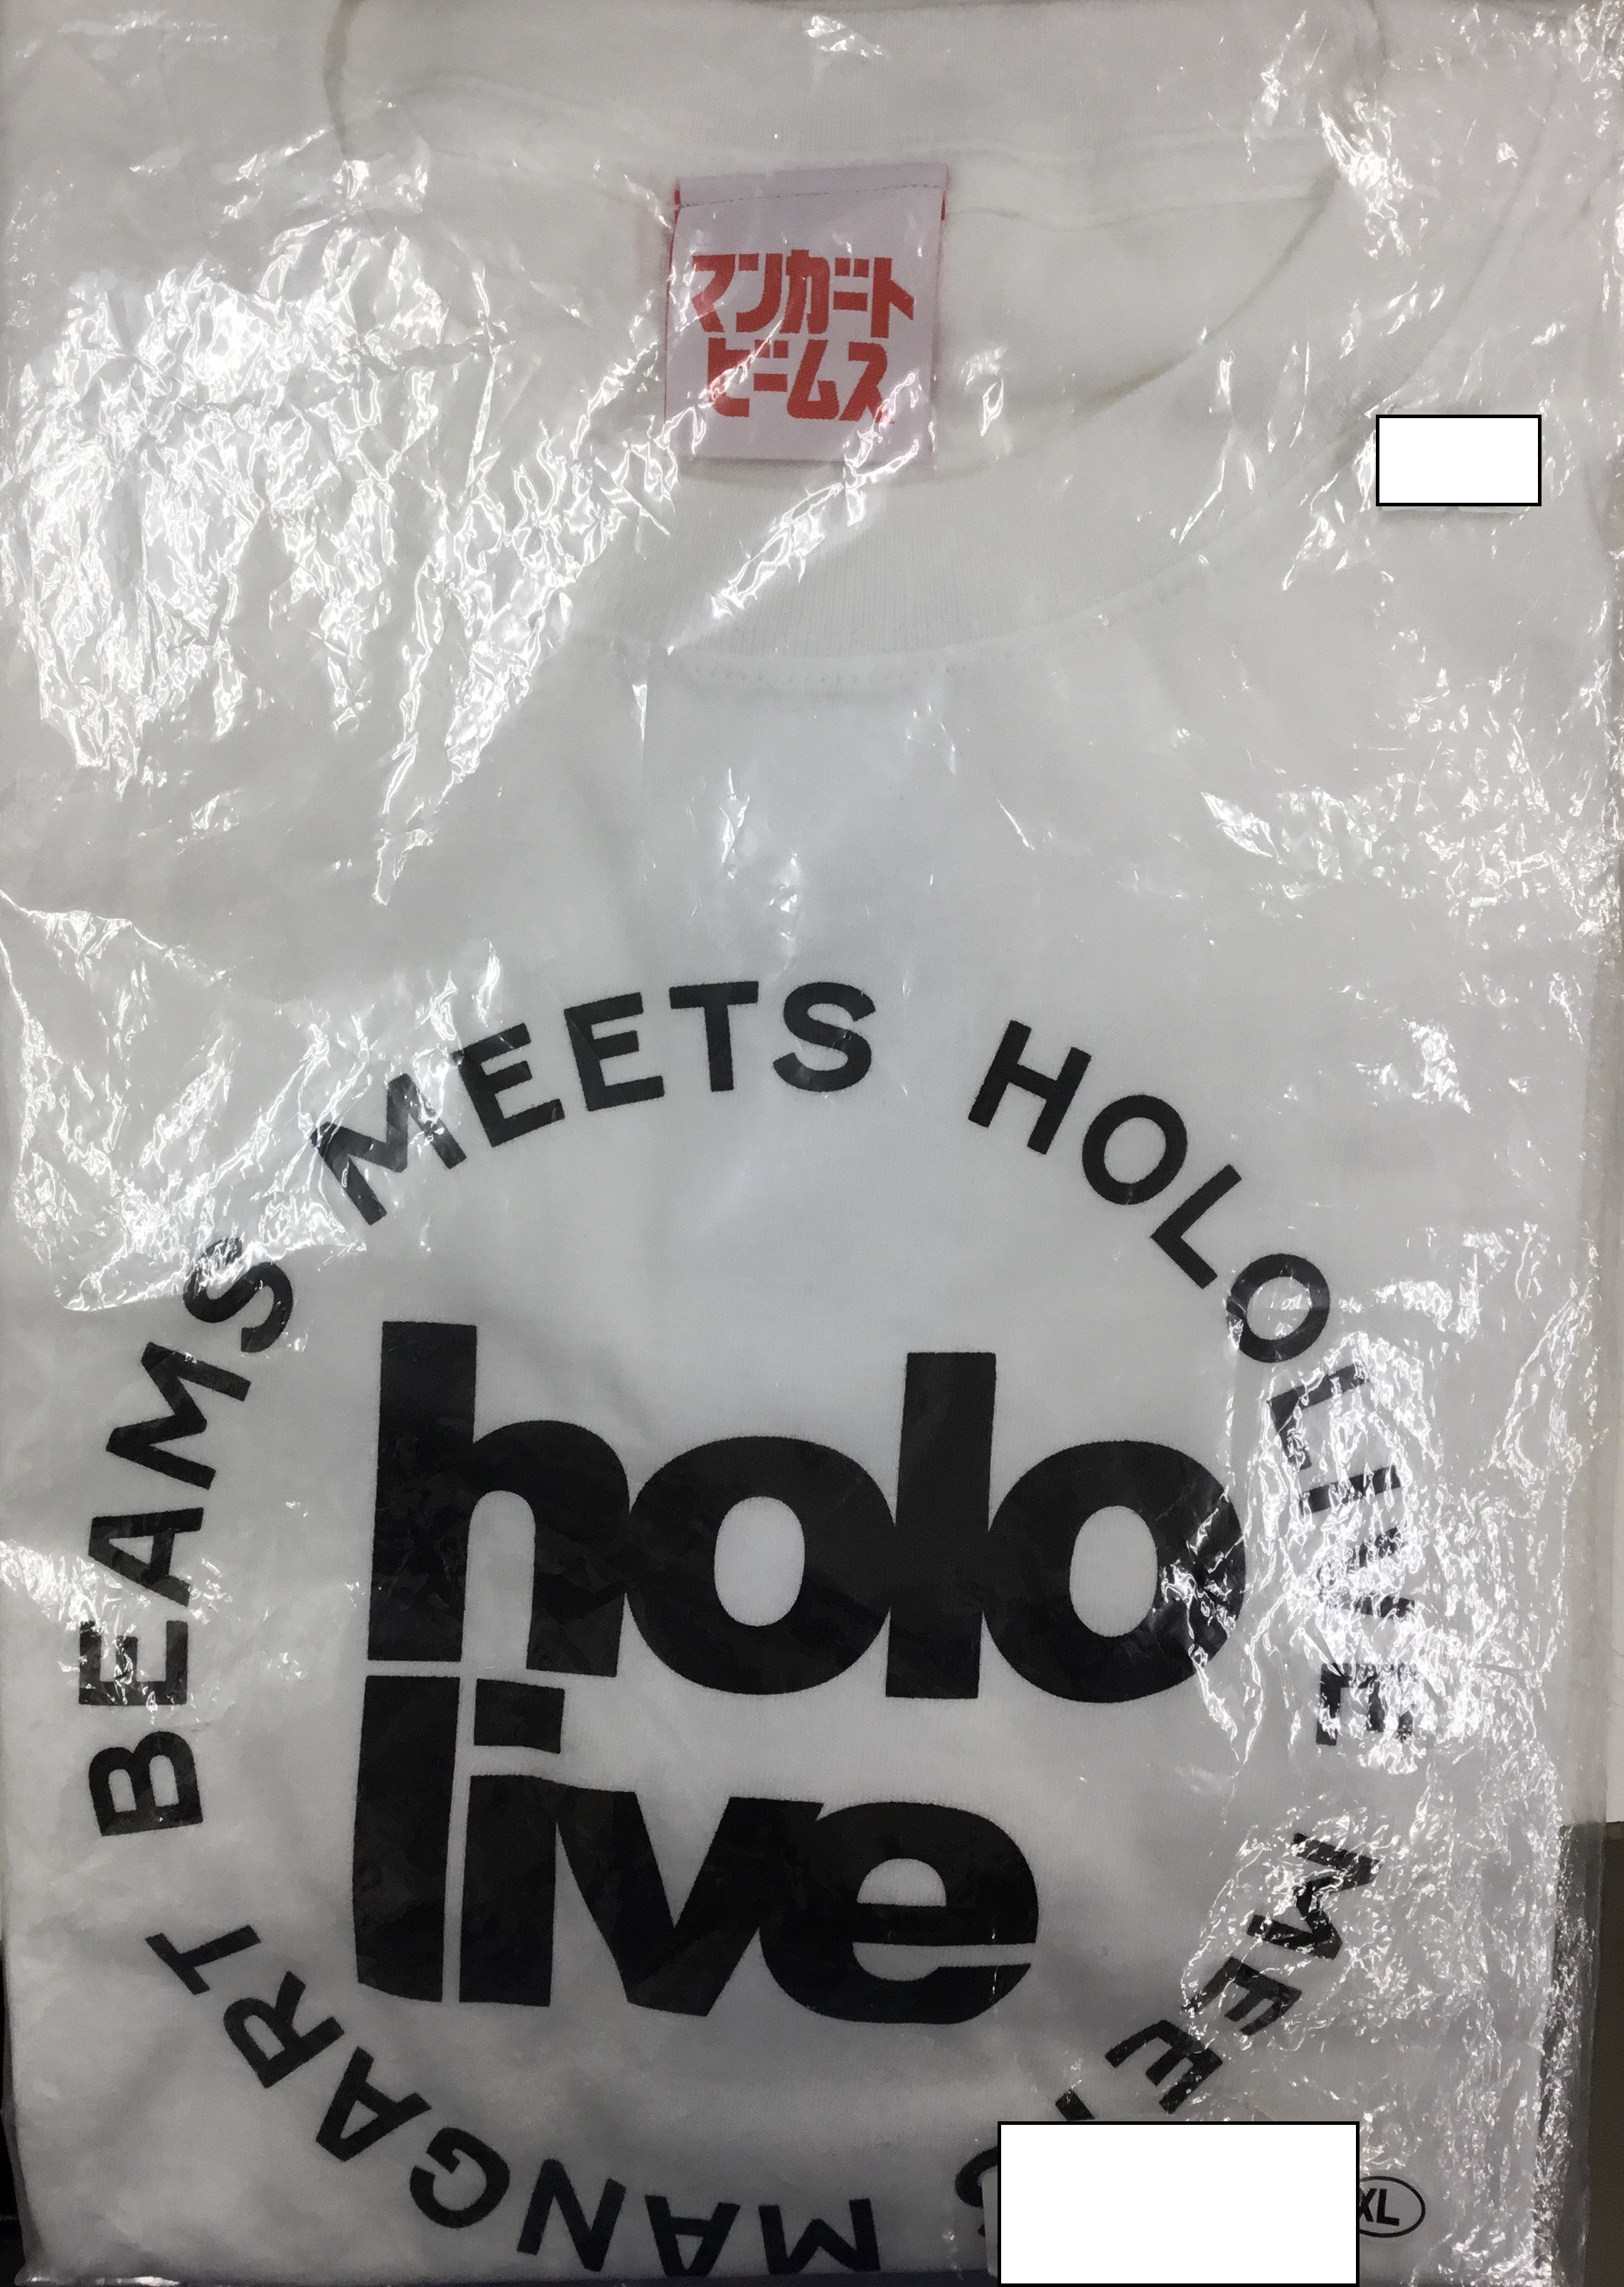 マンガート
ビームス
MANGART BEAMS MEETS HOLOLIVE MEETS
holo
live
XL